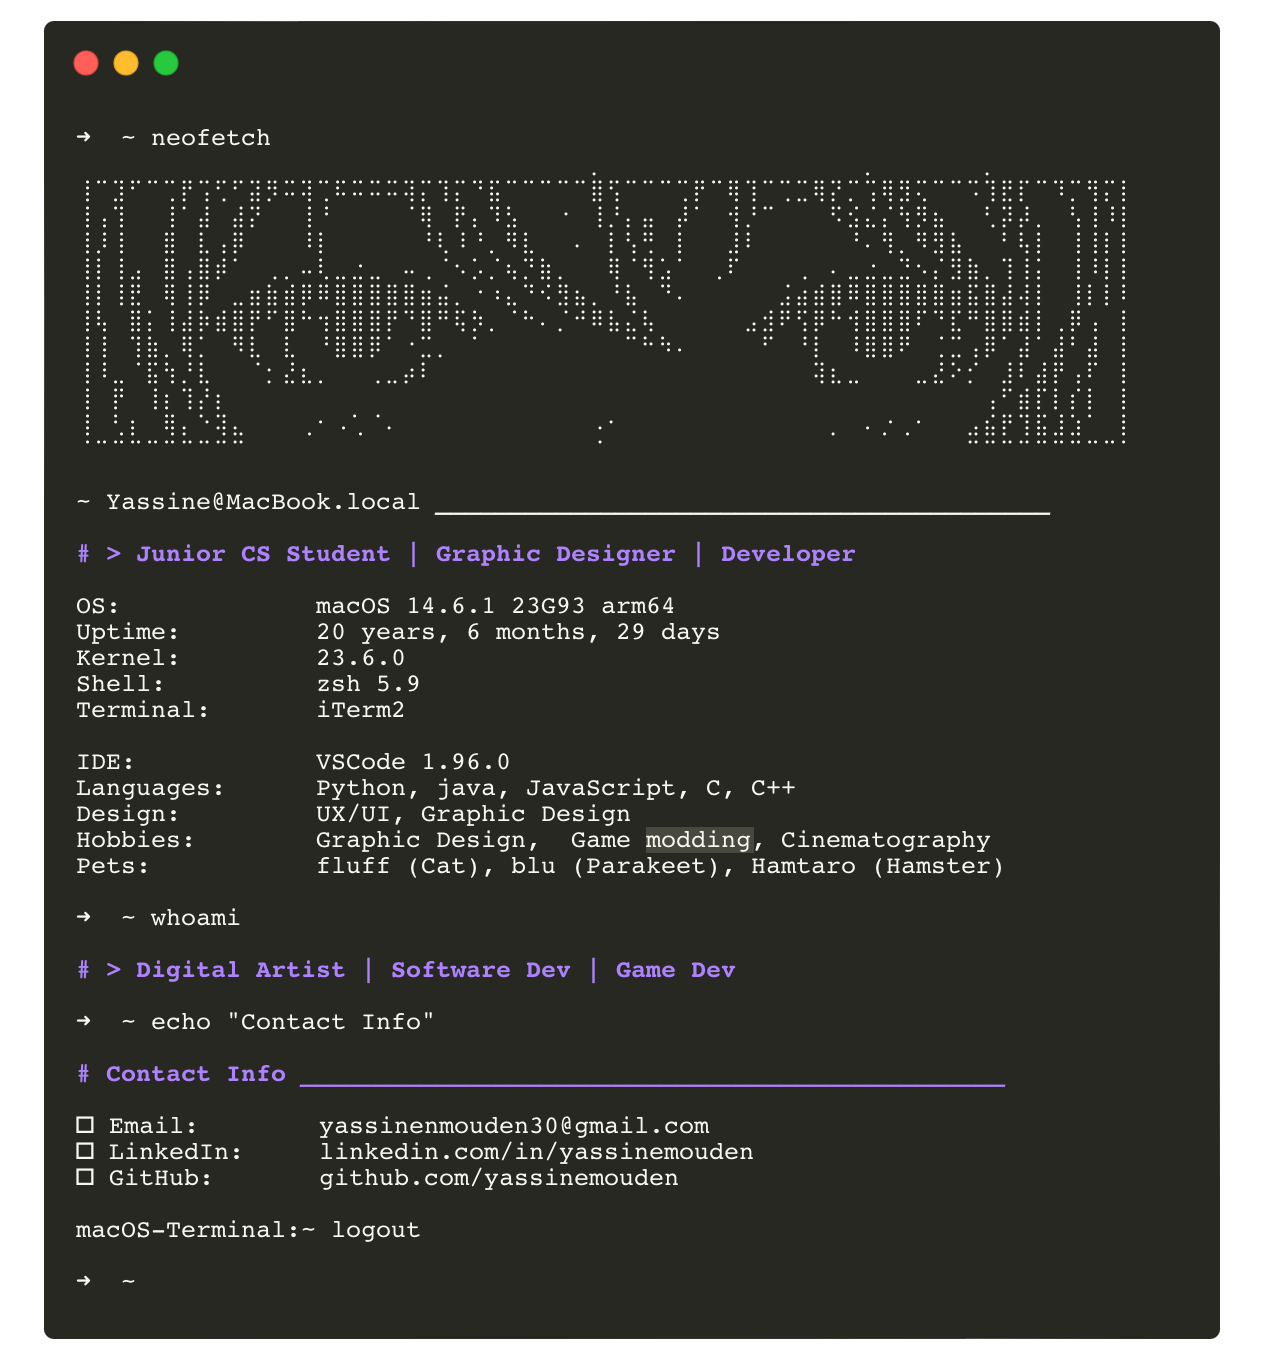 ➜  ~ neofetch
~ Yassine@MacBook.local _________________________________________
# > Junior CS Student | Graphic Designer | Developer
OS: macOS 14.6.1 23G93 arm64
Uptime: 20 years, 6 months, 29 days
Kernel: 23.6.0
Shell: zsh 5.9
Terminal: iTerm2
IDE: VSCode 1.96.0
Languages: Python, java, JavaScript, C, C++
Design: UX/UI, Graphic Design
Hobbies: Graphic Design,  Game modding, Cinematography
Pets: fluff (Cat), blu (Parakeet), Hamtaro (Hamster)
➜  ~ whoami
# > Digital Artist | Software Dev | Game Dev
➜  ~ echo "Contact Info"
# Contact Info _______________________________________________
☐ Email: yassinenmouden30@gmail.com
☐ LinkedIn: linkedin.com/in/yassinemouden
☐ GitHub: github.com/yassinemouden
macOS-Terminal:~ logout
➜  ~